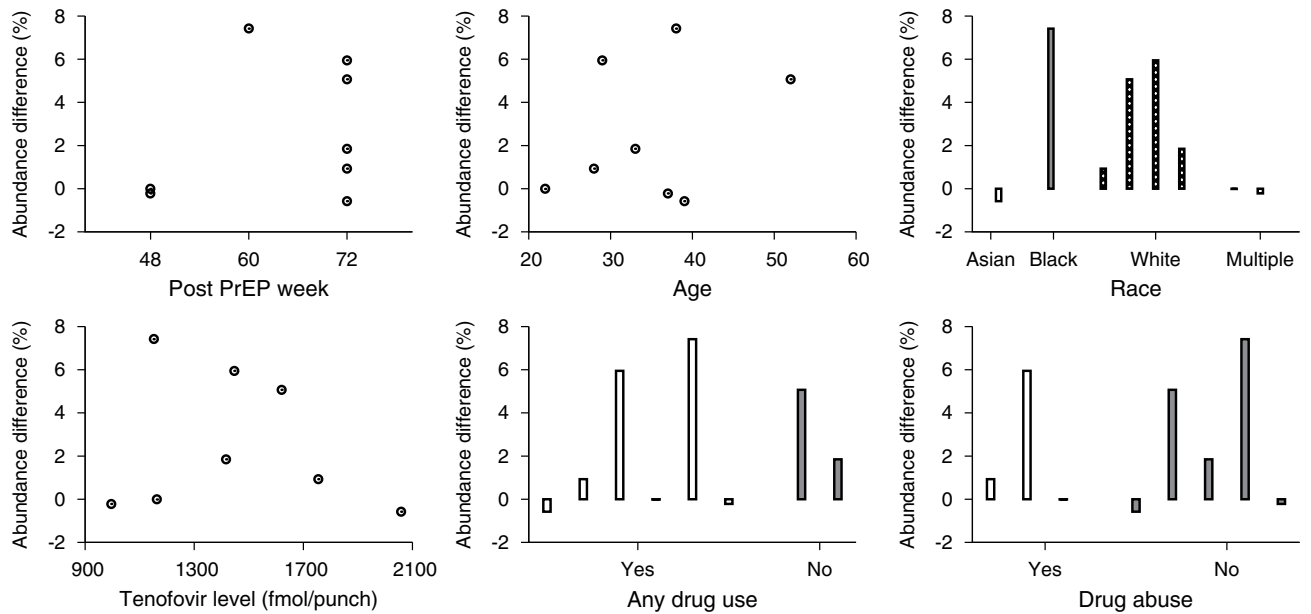 Abundance difference (%)
8
6
4
2
0
-2
48 60 72
Post PrEP week
Abundance difference (%)
8
6
4
2
0
-2
20 30 40 50 60
Age
Abundance difference (%)
8
6
4
2
0
-2
Asian Black White Multiple
Race
Abundance difference (%)
8
6
4
2
0
-2
900 1300 1700 2100
Tenofovir level (fmol/punch)
Abundance difference (%)
8
6
4
2
0
-2
Yes No
Any drug use
Abundance difference (%)
8
6
4
2
0
-2
Yes No
Drug abuse